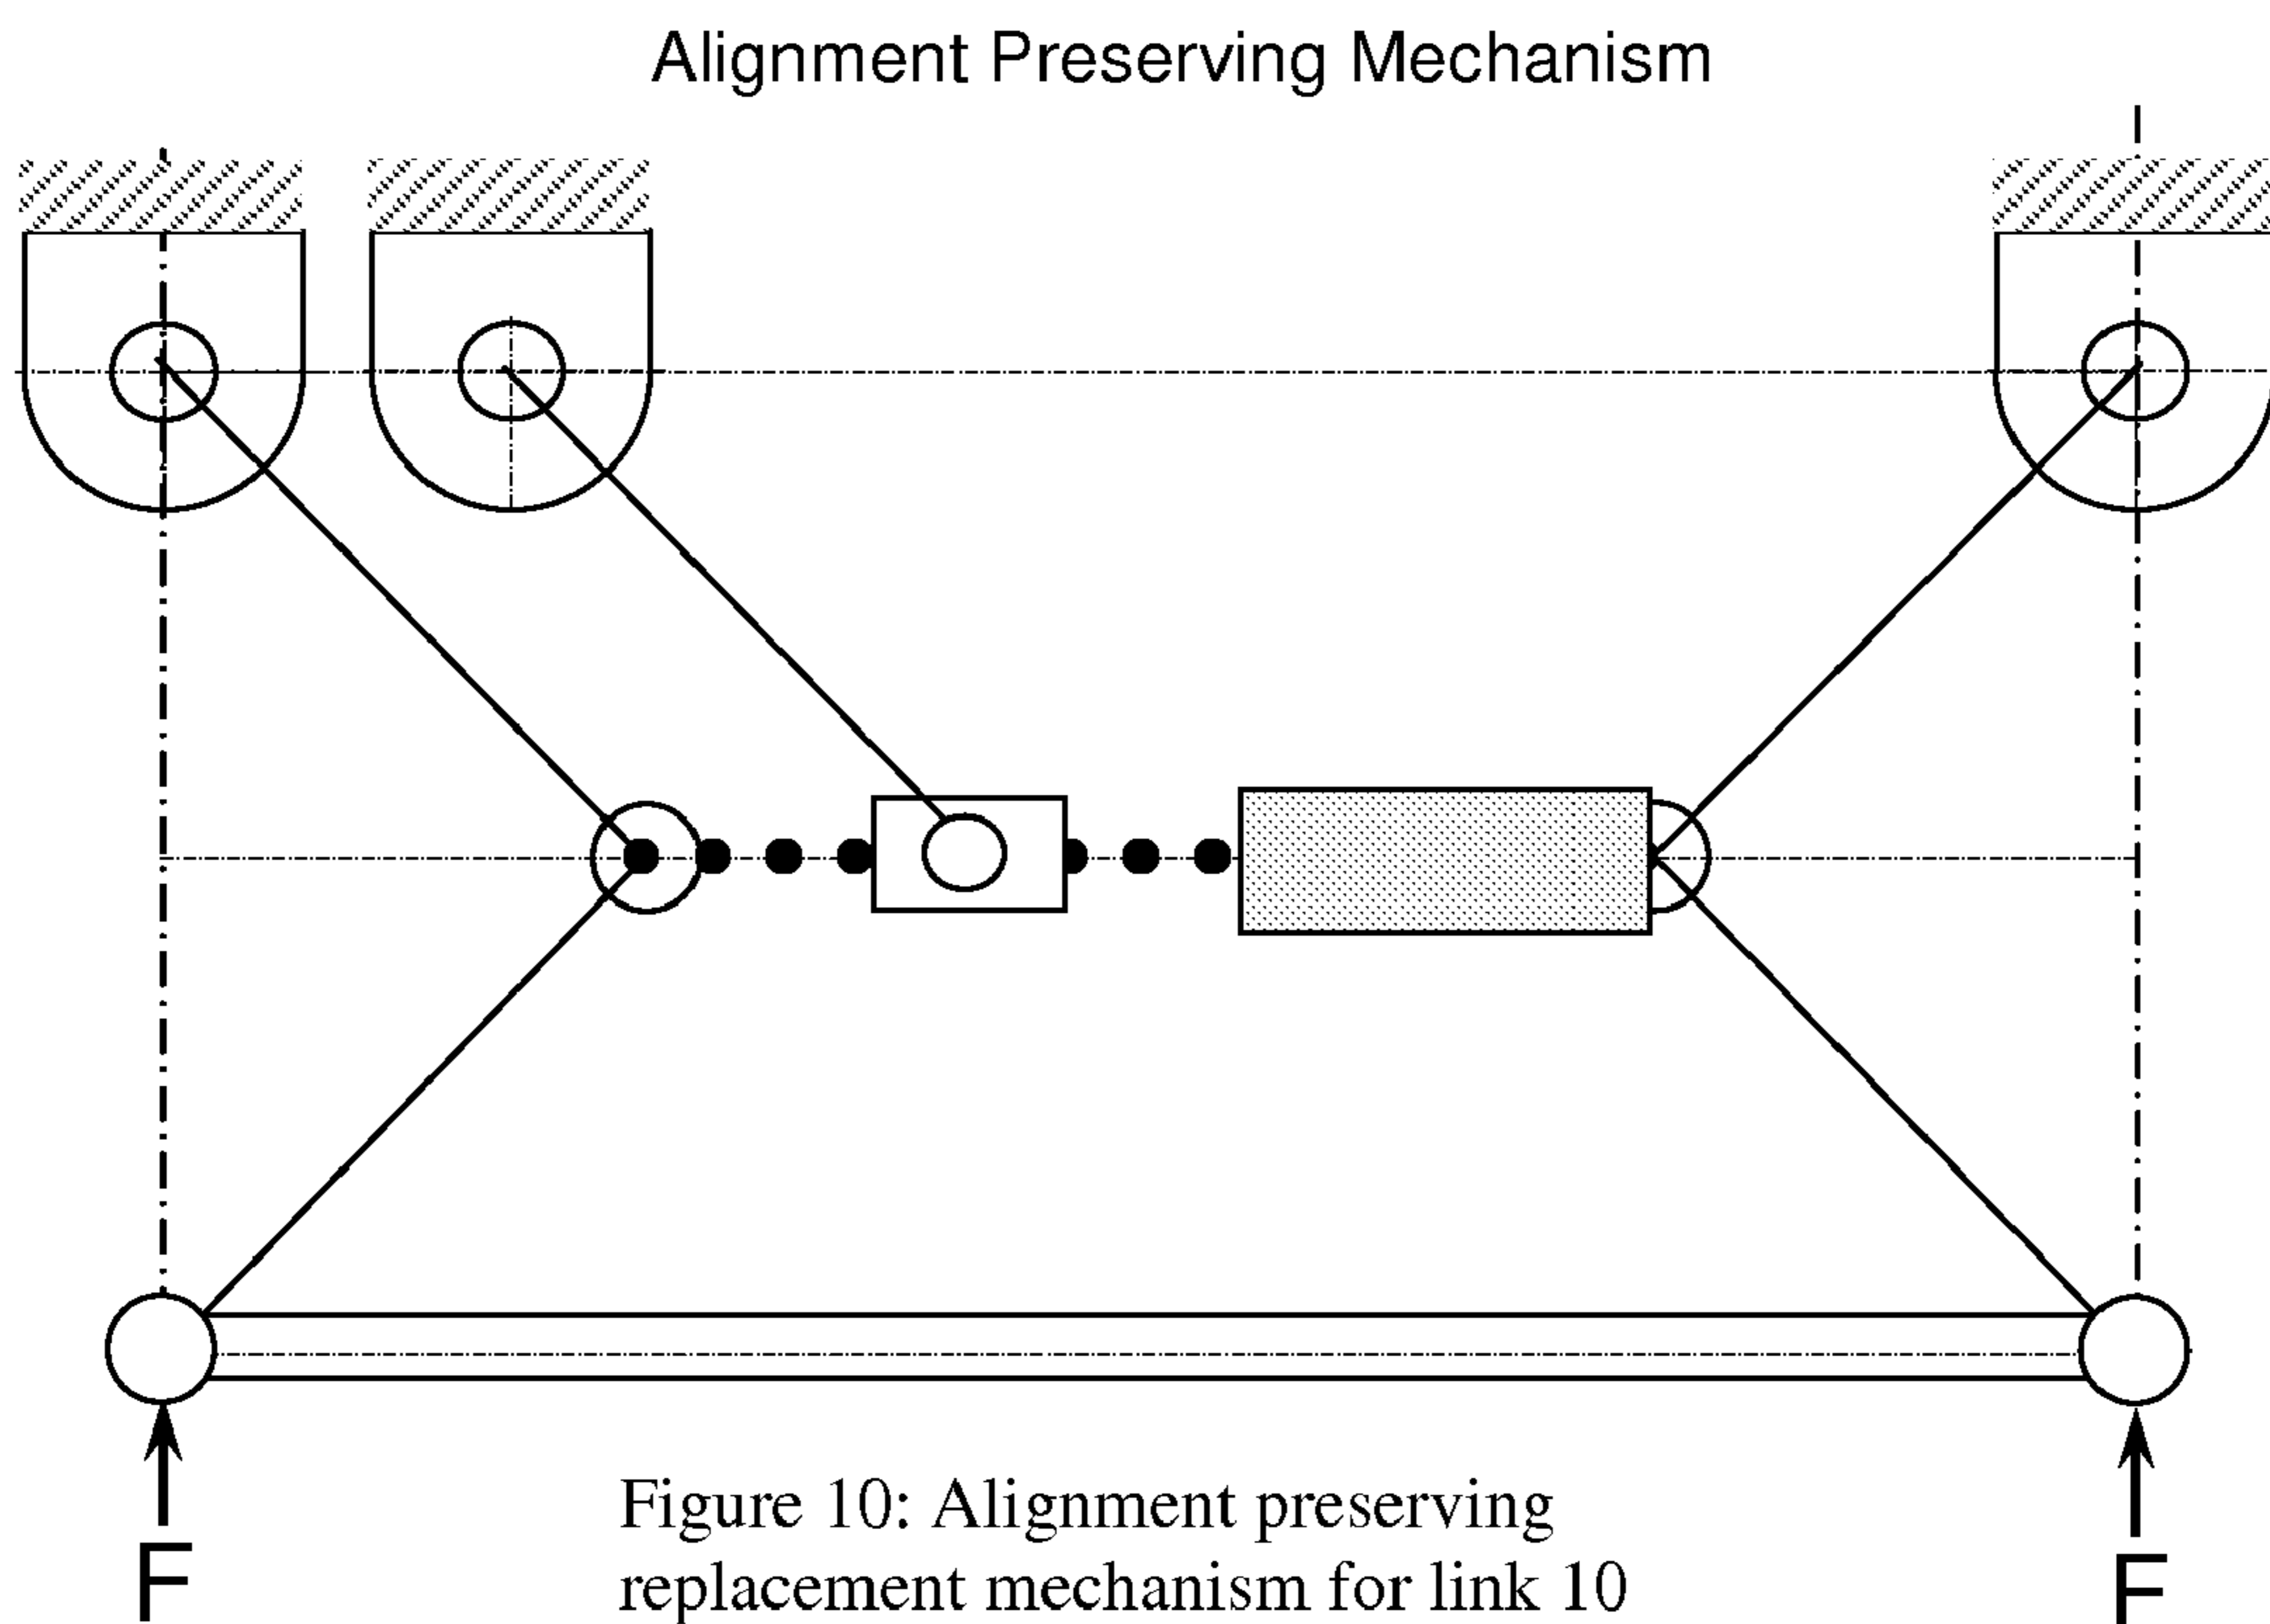 Alignment Preserving Mechanism
F
F
Figure 10: Alignment preserving
replacement mechanism for link 10